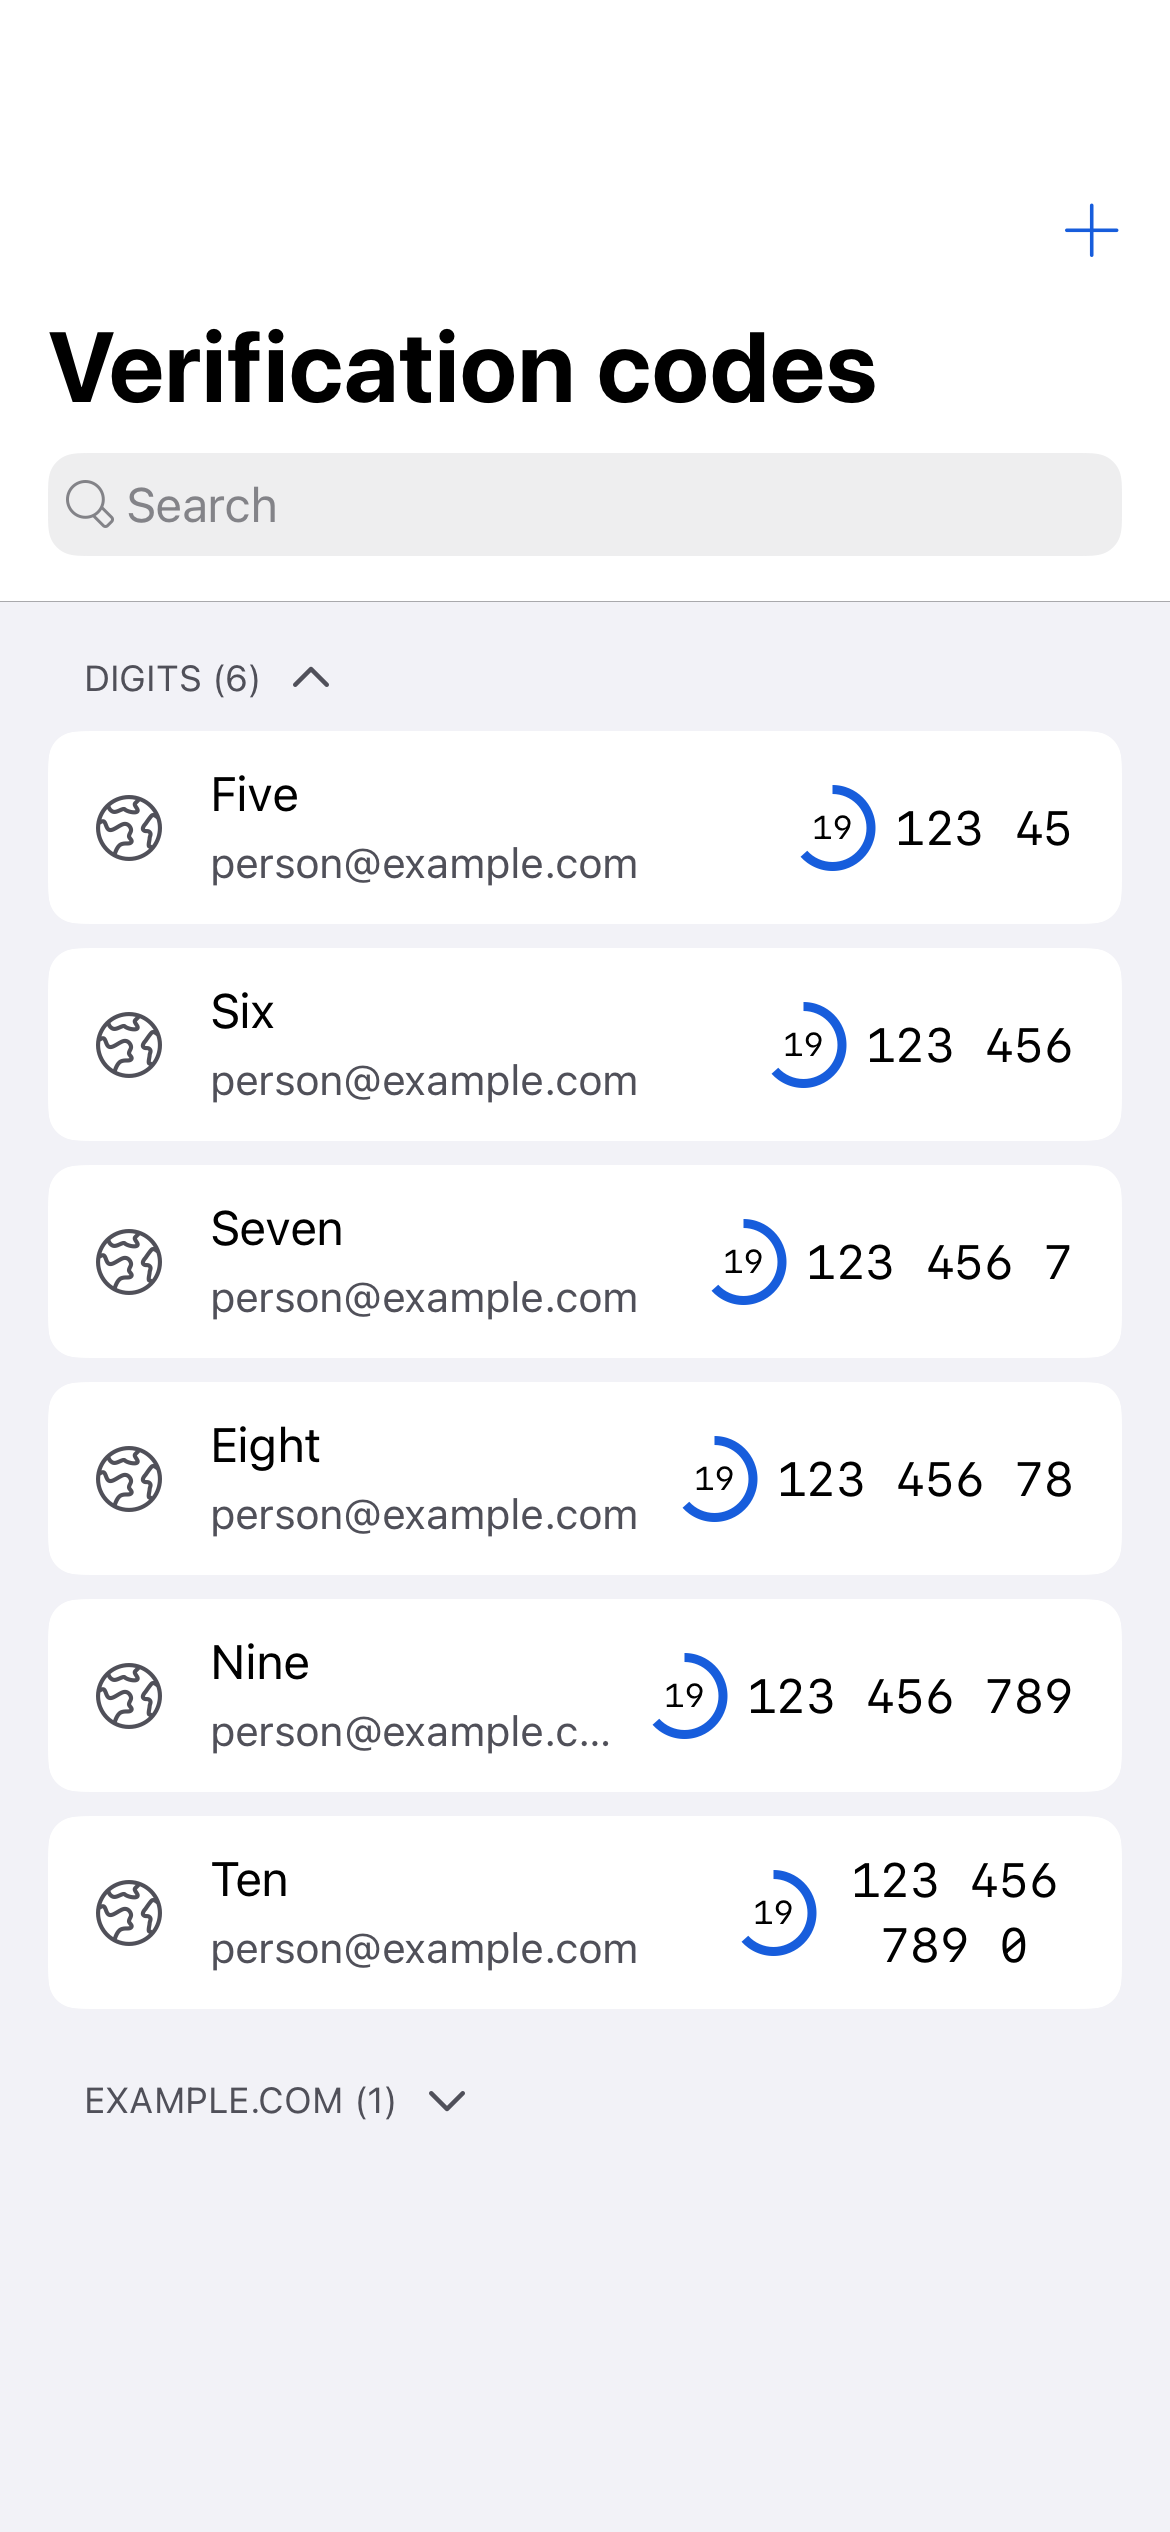 Verification codes
Search
DIGITS (6)
Five
person@example.com
19 123 45
Six
person@example.com
19 123 456
Seven
person@example.com
19 123 456 7
Eight
person@example.com
19 123 456 78
Nine
person@example.c...
19 123 456 789
Ten
person@example.com
19 123 456
789 0
EXAMPLE.COM (1)